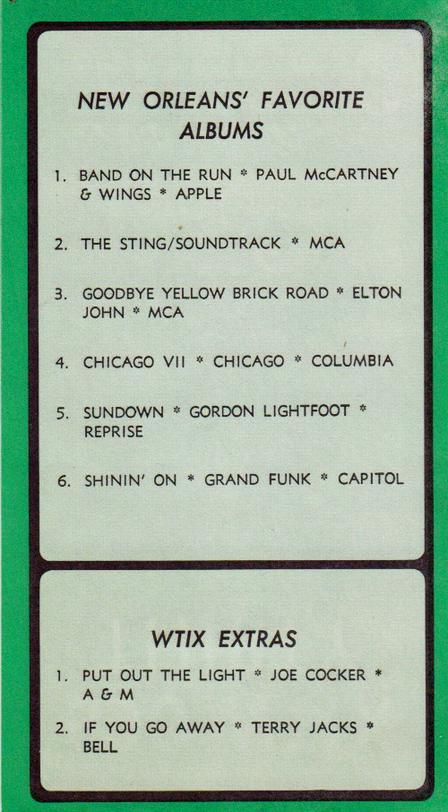 NEW ORLEANS' FAVORITE
ALBUMS
1. BAND ON THE RUN * PAUL McCARTNEY
& WINGS * APPLE
2. THE STING/SOUNDTRACK * MCA
3. GOODBYE YELLOW BRICK ROAD * ELTON
JOHN * MCA
4. CHICAGO VII * CHICAGO * COLUMBIA
5. SUNDOWN * GORDON LIGHTFOOT *
REPRISE
6. SHININ' ON * GRAND FUNK * CAPITOL
WTIX EXTRAS
1. PUT OUT THE LIGHT * JOE COCKER *
A & M
2. IF YOU GO AWAY * TERRY JACKS *
BELL